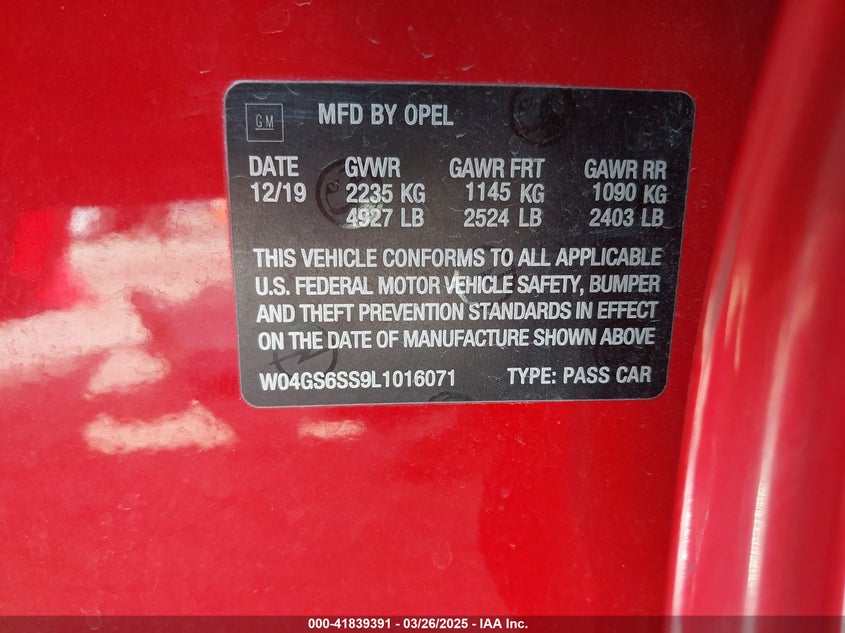 GM MFD BY OPEL
DATE GVWR GAWR FRT GAWR RR
12/19 2235 KG 1145 KG 1090 KG
4927 LB 2524 LB 2403 LB
THIS VEHICLE CONFORMS TO ALL APPLICABLE
U.S. FEDERAL MOTOR VEHICLE SAFETY, BUMPER
AND THEFT PREVENTION STANDARDS IN EFFECT
ON THE DATE OF MANUFACTURE SHOWN ABOVE
W04GS6SS9L1016071 TYPE: PASS CAR
000-41839391 - 03/26/2025 - IAA Inc.